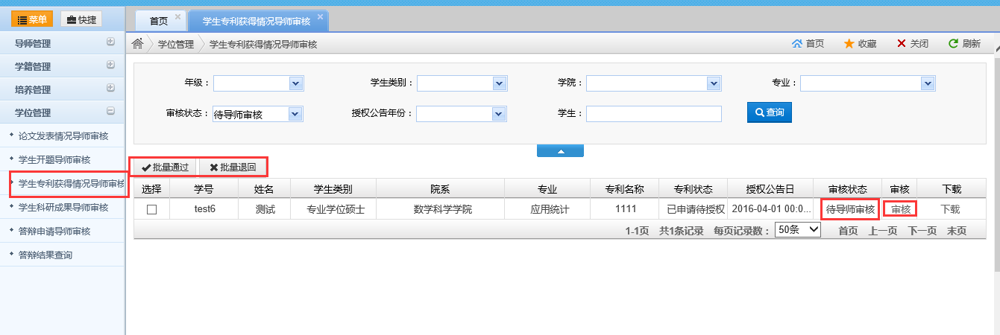 菜单 快捷
首页 学生专利获得情况导师审核
学位管理 学生专利获得情况导师审核 首页 收藏 关闭 刷新
导师管理
学籍管理
培养管理
学位管理
论文发表情况导师审核
学生开题导师审核
学生专利获得情况导师审核
学生科研成果导师审核
答辩申请导师审核
答辩结果查询
年级： 学生类别： 学院： 专业：
审核状态： 待导师审核 授权公告年份： 学生： 查询
批量通过 批量退回
选择 学号 姓名 学生类别 院系 专业 专利名称 专利状态 授权公告日 审核状态 审核 下载
test6 测试 专业学位硕士 数学科学学院 应用统计 1111 已申请待授权 2016-04-01 00:0... 待导师审核 审核 下载
1-1页 共1条记录 每页记录数： 50条 首页 上一页 下一页 末页